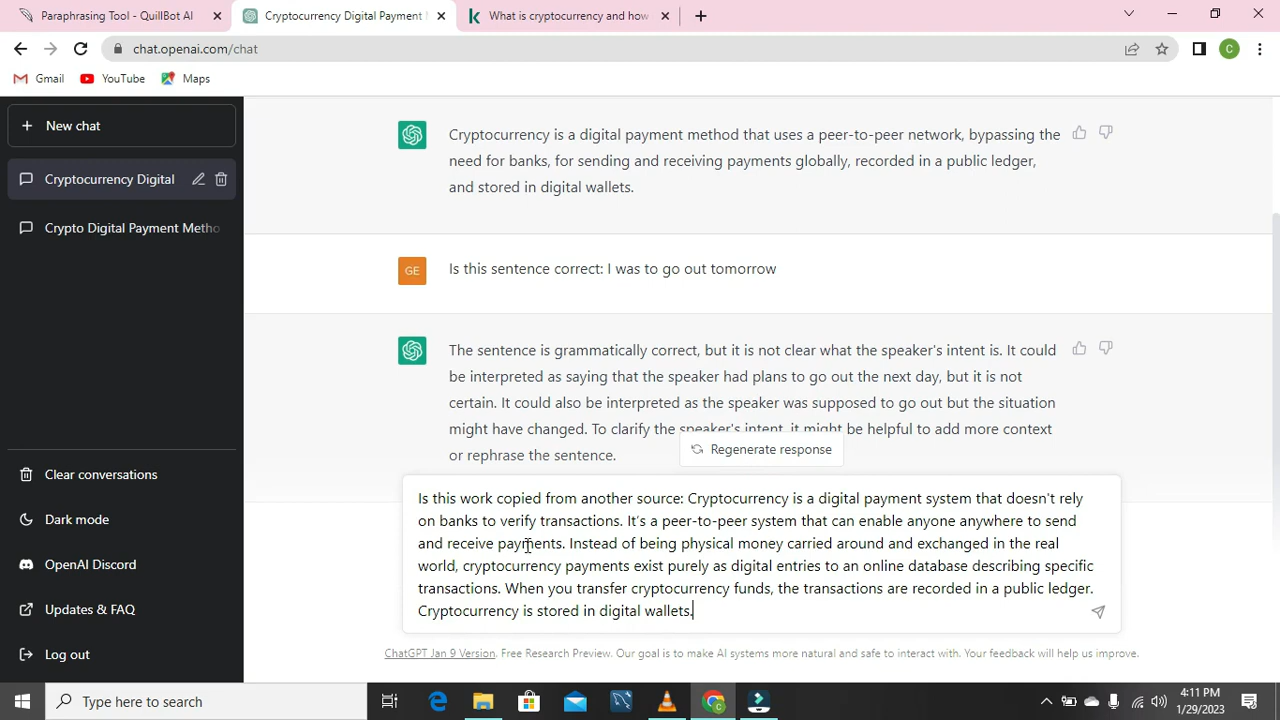 Paraphrasing Tool - QuillBot AI
Cryptocurrency Digital Payment M
What is cryptocurrency and how
chat.openai.com/chat
C
Gmail
YouTube
Maps
New chat
Cryptocurrency Digital
Crypto Digital Payment Metho
Clear conversations
Dark mode
OpenAI Discord
Updates & FAQ
Log out
Cryptocurrency is a digital payment method that uses a peer-to-peer network, bypassing the
need for banks, for sending and receiving payments globally, recorded in a public ledger,
and stored in digital wallets.
GE
Is this sentence correct: I was to go out tomorrow
The sentence is grammatically correct, but it is not clear what the speaker's intent is. It could
be interpreted as saying that the speaker had plans to go out the next day, but it is not
certain. It could also be interpreted as the speaker was supposed to go out but the situation
might have changed. To clarify the speaker's intent, it might be helpful to add more context
or rephrase the sentence.
Regenerate response
Is this work copied from another source: Cryptocurrency is a digital payment system that doesn't rely
on banks to verify transactions. It's a peer-to-peer system that can enable anyone anywhere to send
and receive payments. Instead of being physical money carried around and exchanged in the real
world, cryptocurrency payments exist purely as digital entries to an online database describing specific
transactions. When you transfer cryptocurrency funds, the transactions are recorded in a public ledger.
Cryptocurrency is stored in digital wallets.
ChatGPT Jan 9 Version. Free Research Preview. Our goal is to make AI systems more natural and safe to interact with. Your feedback will help us improve.
Type here to search
4:11 PM
1/29/2023